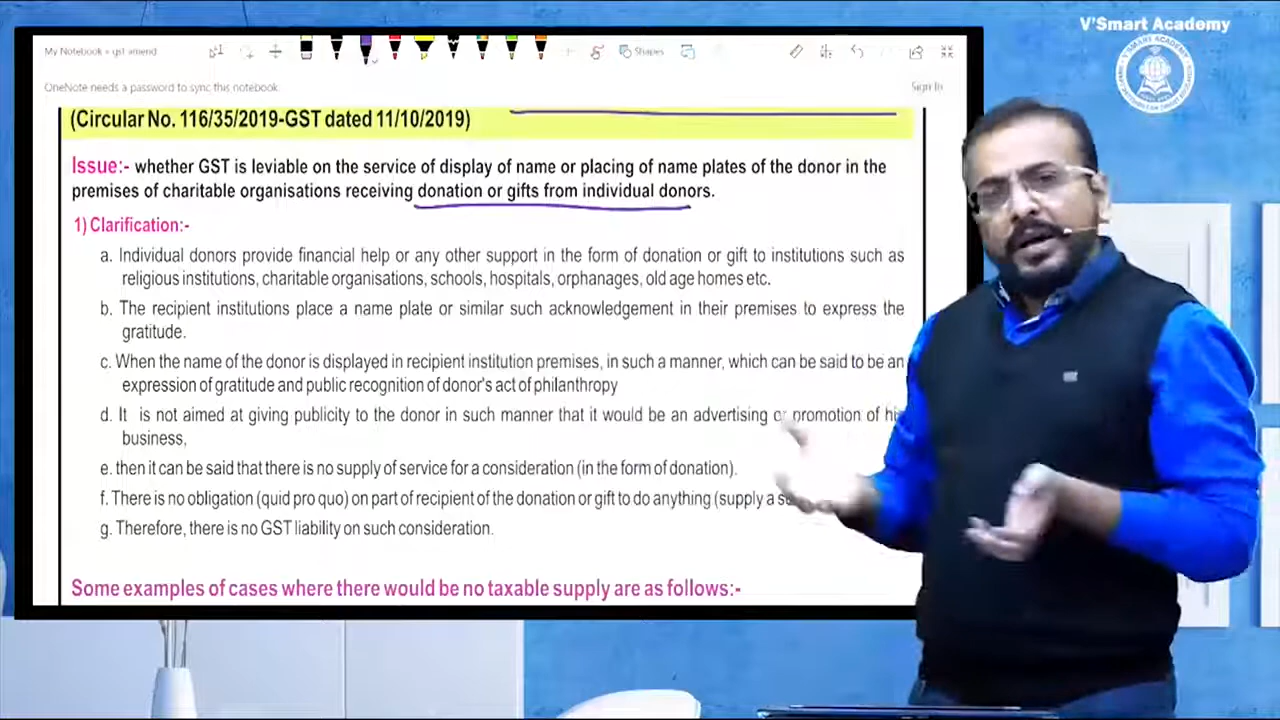 V'Smart Academy
My Notebook » gst amend
Shapes
OneNote needs a password to sync this notebook.
Sign In
(Circular No. 116/35/2019-GST dated 11/10/2019)
Issue:- whether GST is leviable on the service of display of name or placing of name plates of the donor in the
premises of charitable organisations receiving donation or gifts from individual donors.
1) Clarification:-
a. Individual donors provide financial help or any other support in the form of donation or gift to institutions such as
religious institutions, charitable organisations, schools, hospitals, orphanages, old age homes etc.
b. The recipient institutions place a name plate or similar such acknowledgement in their premises to express the
gratitude.
c. When the name of the donor is displayed in recipient institution premises, in such a manner, which can be said to be an
expression of gratitude and public recognition of donor's act of philanthropy
d. It is not aimed at giving publicity to the donor in such manner that it would be an advertising or promotion of
business,
e. then it can be said that there is no supply of service for a consideration (in the form of donation).
f. There is no obligation (quid pro quo) on part of recipient of the donation or gift to do anything (supply a
g. Therefore, there is no GST liability on such consideration.
Some examples of cases where there would be no taxable supply are as follows:-